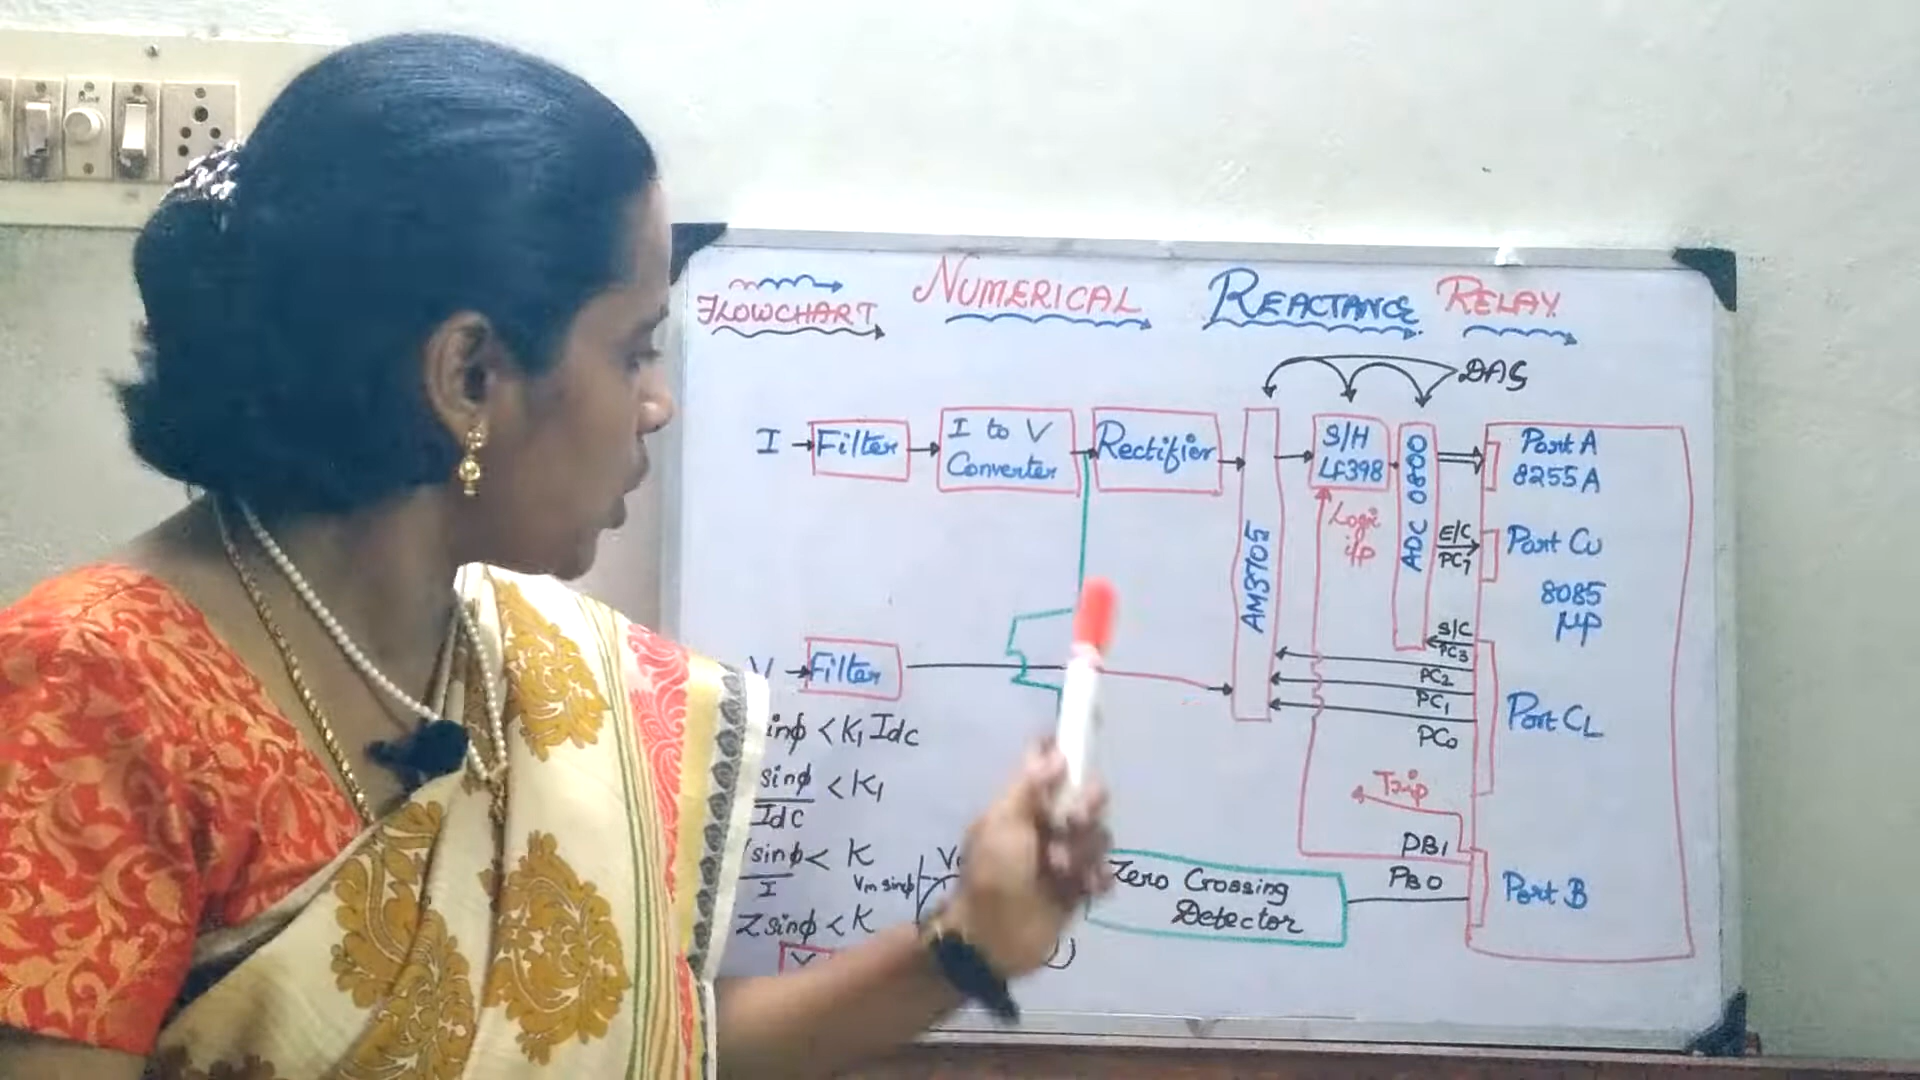 FLOWCHART
NUMERICAL REACTANCE RELAY
DAS
I
Filter
I to V
Converter
Rectifier
AM3705
S/H
LF398
Logic
i/p
ADC 0800
Port A
8255A
E/C
PC7
Port Cu
8085
μp
S/C
PC3
PC2
PC1
PC0
Port CL
V
Filter
sinφ < K1 Idc
sinφ < K1
Idc
sinφ < K
I
Z sinφ < K
Vm sinφ
Trip
PB1
PB0
Port B
Zero Crossing
Detector